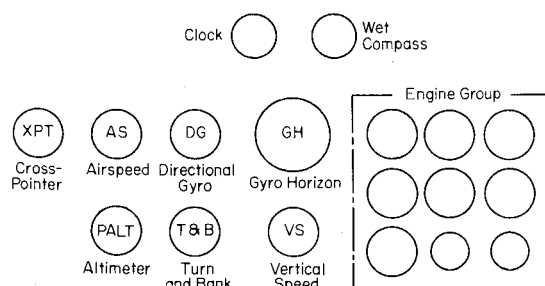 Clock
Wet
Compass
Engine Group
XPT
AS
DG
GH
Cross-
Pointer
Airspeed
Directional
Gyro
Gyro Horizon
PALT
T&B
VS
Altimeter
Turn
and Bank
Vertical
Speed